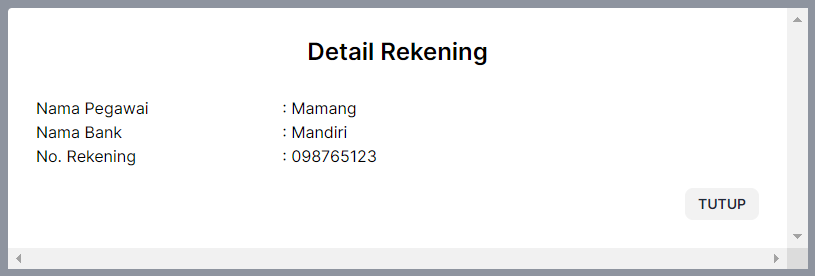 Detail Rekening
Nama Pegawai : Mamang
Nama Bank : Mandiri
No. Rekening : 098765123
TUTUP